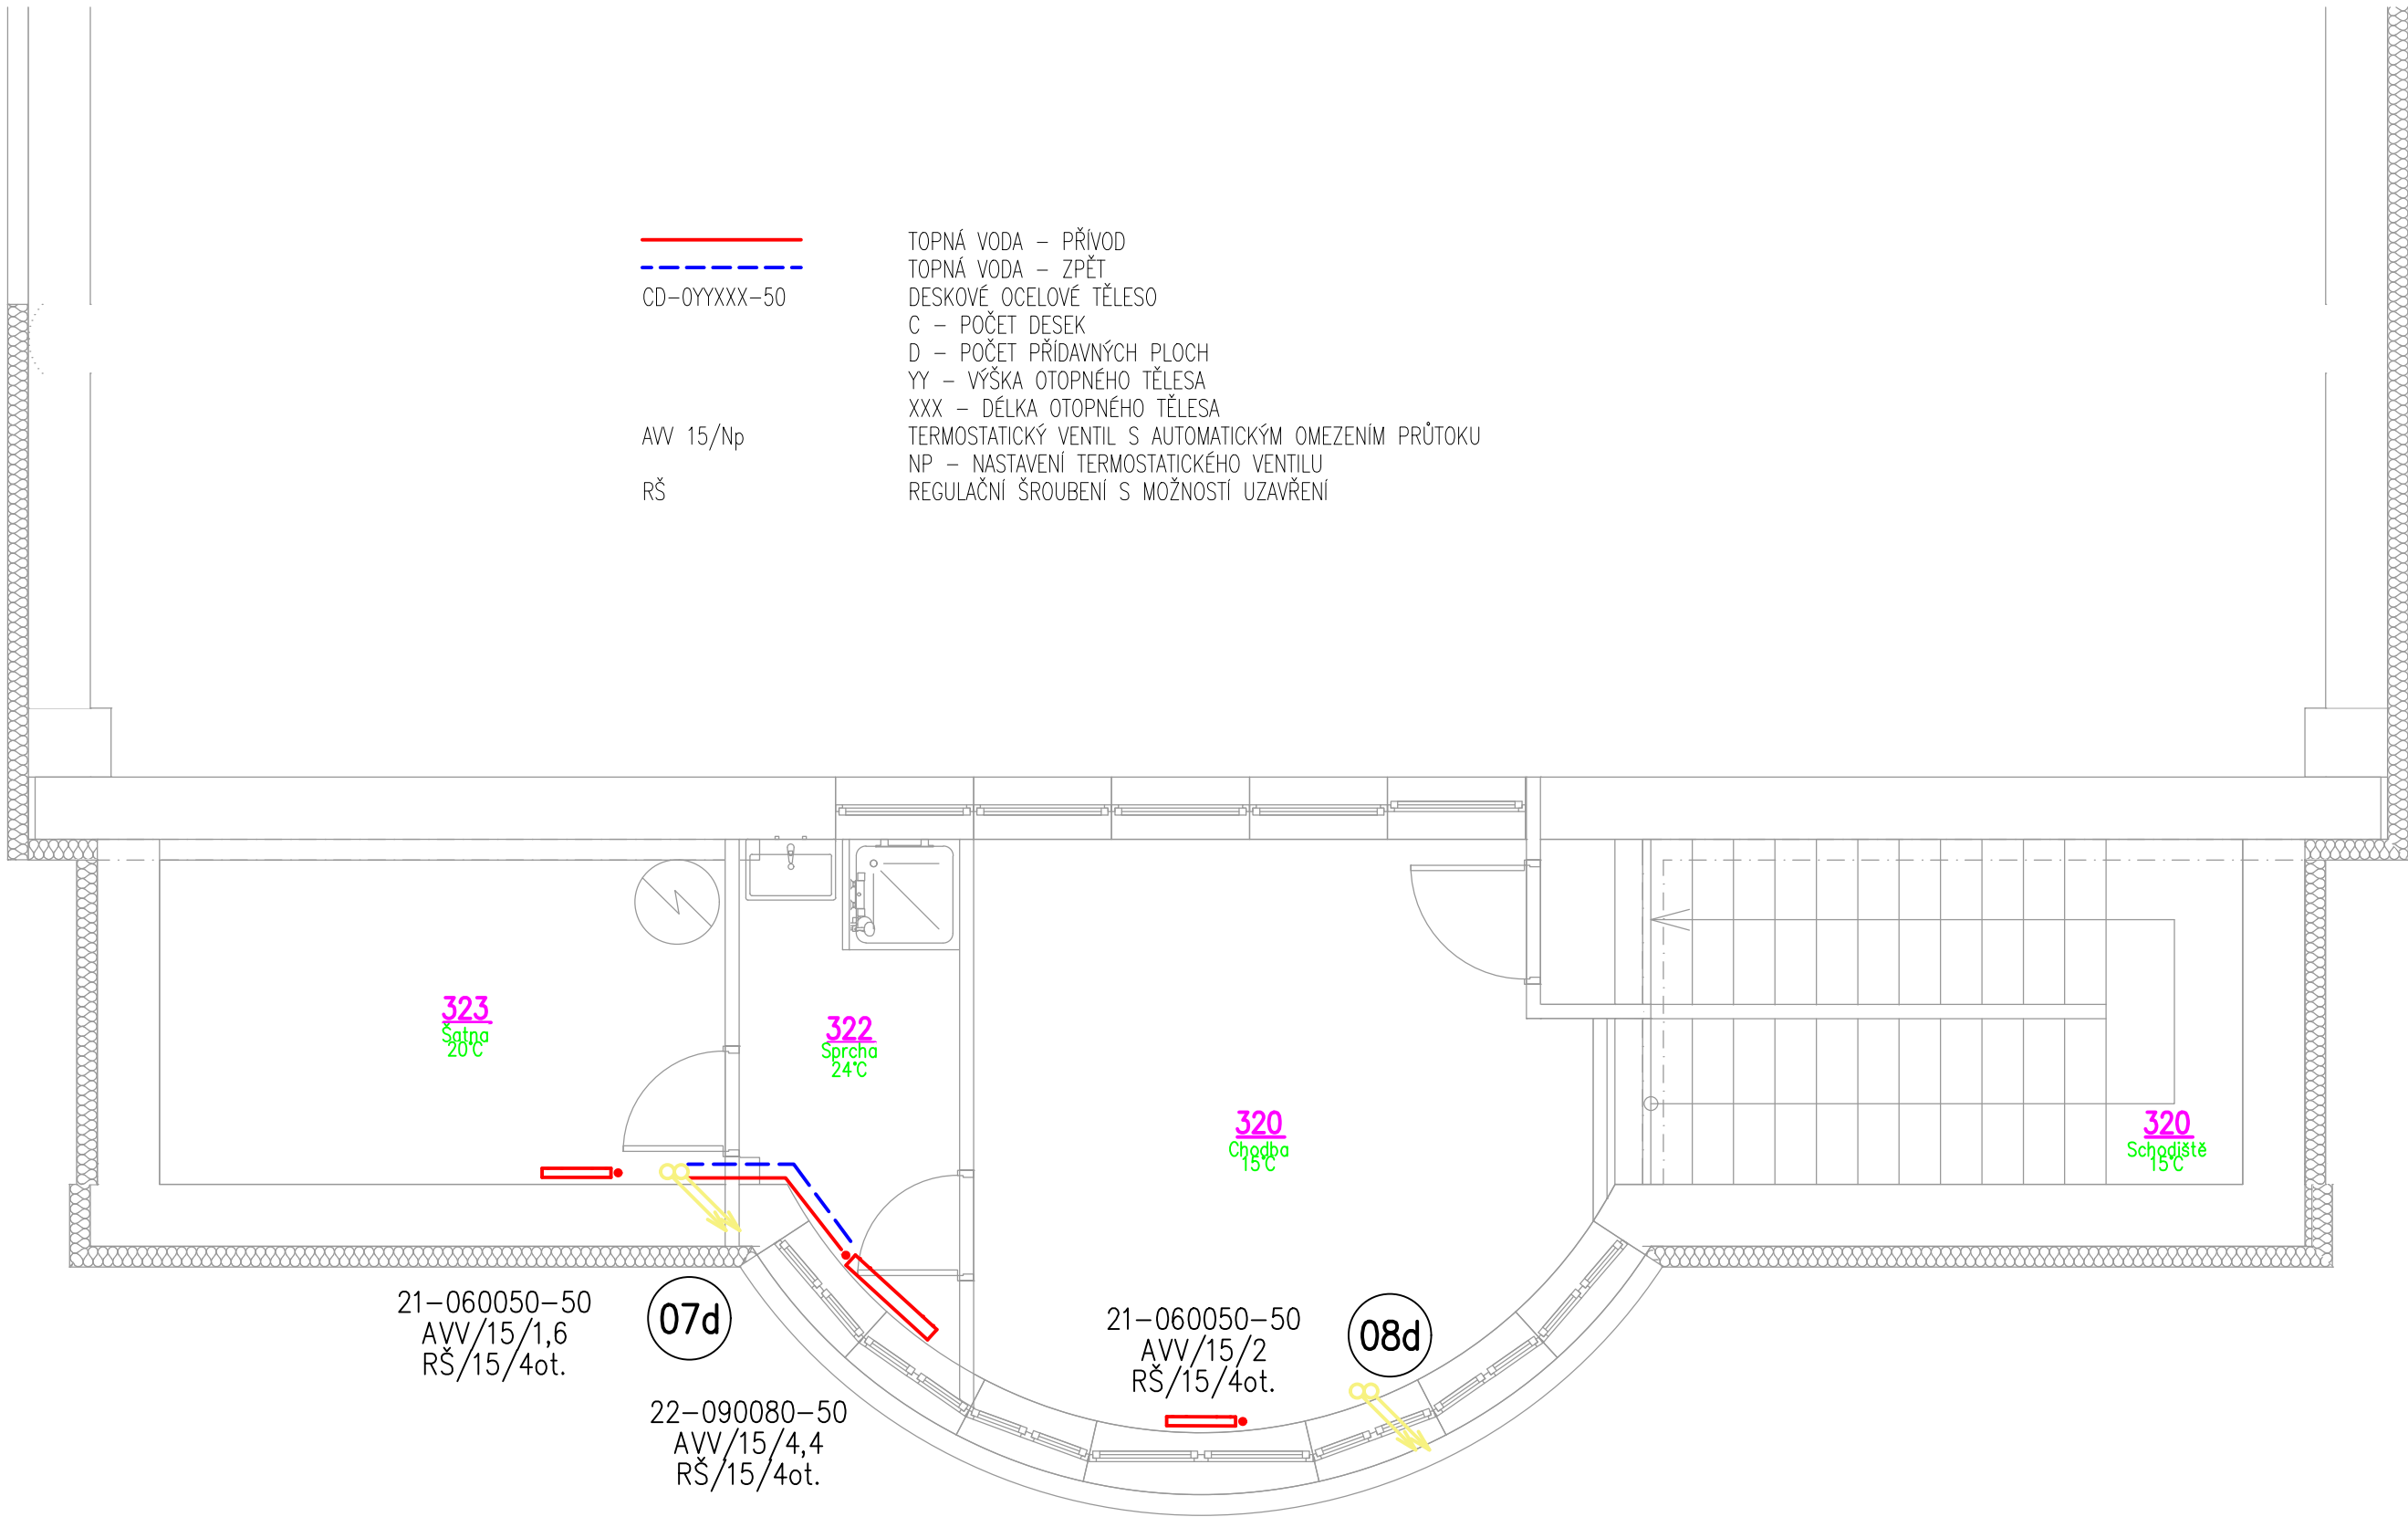 TOPNÁ VODA – PŘÍVOD
TOPNÁ VODA – ZPĚT
CD-0YYXXX-50 DESKOVÉ OCELOVÉ TĚLESO
C – POČET DESEK
D – POČET PŘÍDAVNÝCH PLOCH
YY – VÝŠKA OTOPNÉHO TĚLESA
XXX – DÉLKA OTOPNÉHO TĚLESA
AVV 15/Np TERMOSTATICKÝ VENTIL S AUTOMATICKÝM OMEZENÍM PRŮTOKU
NP – NASTAVENÍ TERMOSTATICKÉHO VENTILU
RŠ REGULAČNÍ ŠROUBENÍ S MOŽNOSTÍ UZAVŘENÍ
323
Šatna
20°C
322
Sprcha
24°C
320
Chodba
15°C
320
Schodiště
15°C
21-060050-50
AVV/15/1,6
RŠ/15/4ot.
07d
22-090080-50
AVV/15/4,4
RŠ/15/4ot.
21-060050-50
AVV/15/2
RŠ/15/4ot.
08d